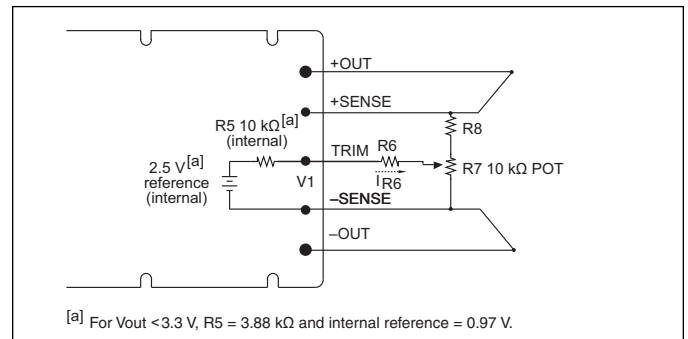 +OUT
+SENSE
R5 10 kΩ[a]
(internal)
R8
TRIM
R6
R7 10 kΩ POT
2.5 V[a]
reference
(internal)
V1
IR6
–SENSE
–OUT
[a] For Vout <3.3 V, R5 = 3.88 kΩ and internal reference = 0.97 V.